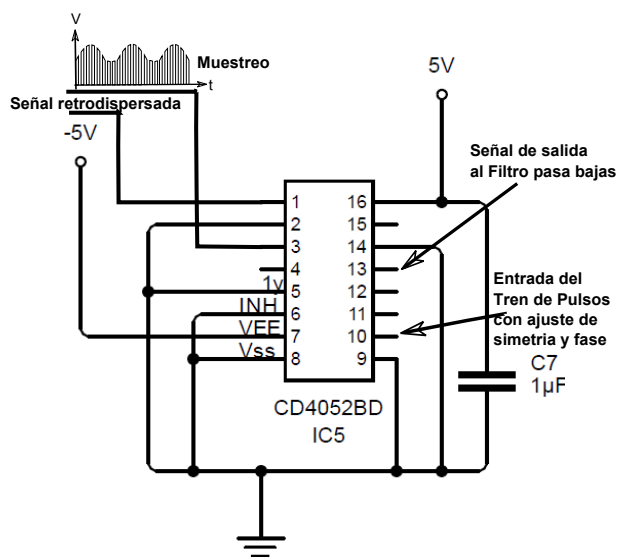 V
Muestreo
t
Señal retrodispersada
-5V
5V
Señal de salida
al Filtro pasa bajas
1 16
2 15
3 14
4 13
1y
5 12
INH
6 11
VEE
7 10
Vss
8 9
Entrada del
Tren de Pulsos
con ajuste de
simetria y fase
C7
1µF
CD4052BD
IC5